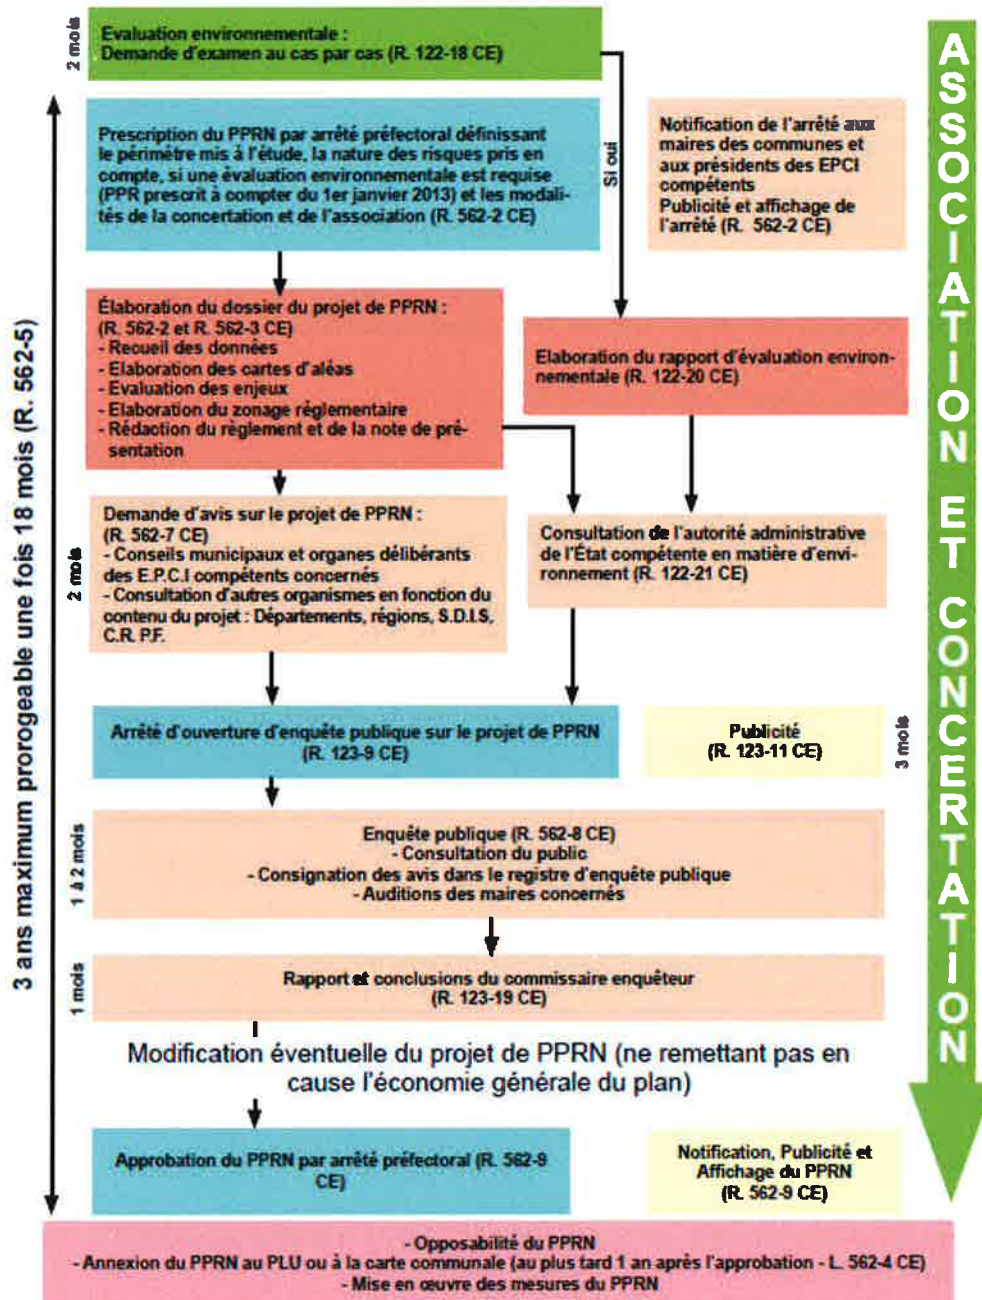 2 mois
Evaluation environnementale :
Demande d'examen au cas par cas (R. 122-18 CE)
3 ans maximum prorogeable une fois 18 mois (R. 562-5)
Prescription du PPRN par arrêté préfectoral définissant
le périmètre mis à l'étude, la nature des risques pris en
compte, si une évaluation environnementale est requise
(PPR prescrit à compter du 1er janvier 2013) et les modali-
tés de la concertation et de l'association (R. 562-2 CE)
Si oui
Notification de l'arrêté aux
maires des communes et
aux présidents des EPCI
compétents
Publicité et affichage de
l'arrêté (R. 562-2 CE)
Élaboration du dossier du projet de PPRN :
(R. 562-2 et R. 562-3 CE)
- Recueil des données
- Elaboration des cartes d'aléas
- Evaluation des enjeux
- Elaboration du zonage réglementaire
- Rédaction du règlement et de la note de pré-
sentation
Elaboration du rapport d'évaluation environ-
nementale (R. 122-20 CE)
2 mois
Demande d'avis sur le projet de PPRN :
(R. 562-7 CE)
- Conseils municipaux et organes délibérants
des E.P.C.I compétents concernés
- Consultation d'autres organismes en fonction du
contenu du projet : Départements, régions, S.D.I.S,
C.R. P.F.
Consultation de l'autorité administrative
de l'État compétente en matière d'envi-
ronnement (R. 122-21 CE)
Arrêté d'ouverture d'enquête publique sur le projet de PPRN
(R. 123-9 CE)
Publicité
(R. 123-11 CE)
3 mois
1 à 2 mois
Enquête publique (R. 562-8 CE)
- Consultation du public
- Consignation des avis dans le registre d'enquête publique
- Auditions des maires concernés
1 mois
Rapport et conclusions du commissaire enquêteur
(R. 123-19 CE)
Modification éventuelle du projet de PPRN (ne remettant pas en
cause l'économie générale du plan)
Approbation du PPRN par arrêté préfectoral (R. 562-9
CE)
Notification, Publicité et
Affichage du PPRN
(R. 562-9 CE)
- Opposabilité du PPRN
- Annexion du PPRN au PLU ou à la carte communale (au plus tard 1 an après l'approbation - L. 562-4 CE)
- Mise en œuvre des mesures du PPRN
ASSOCIATION ET CONCERTATION